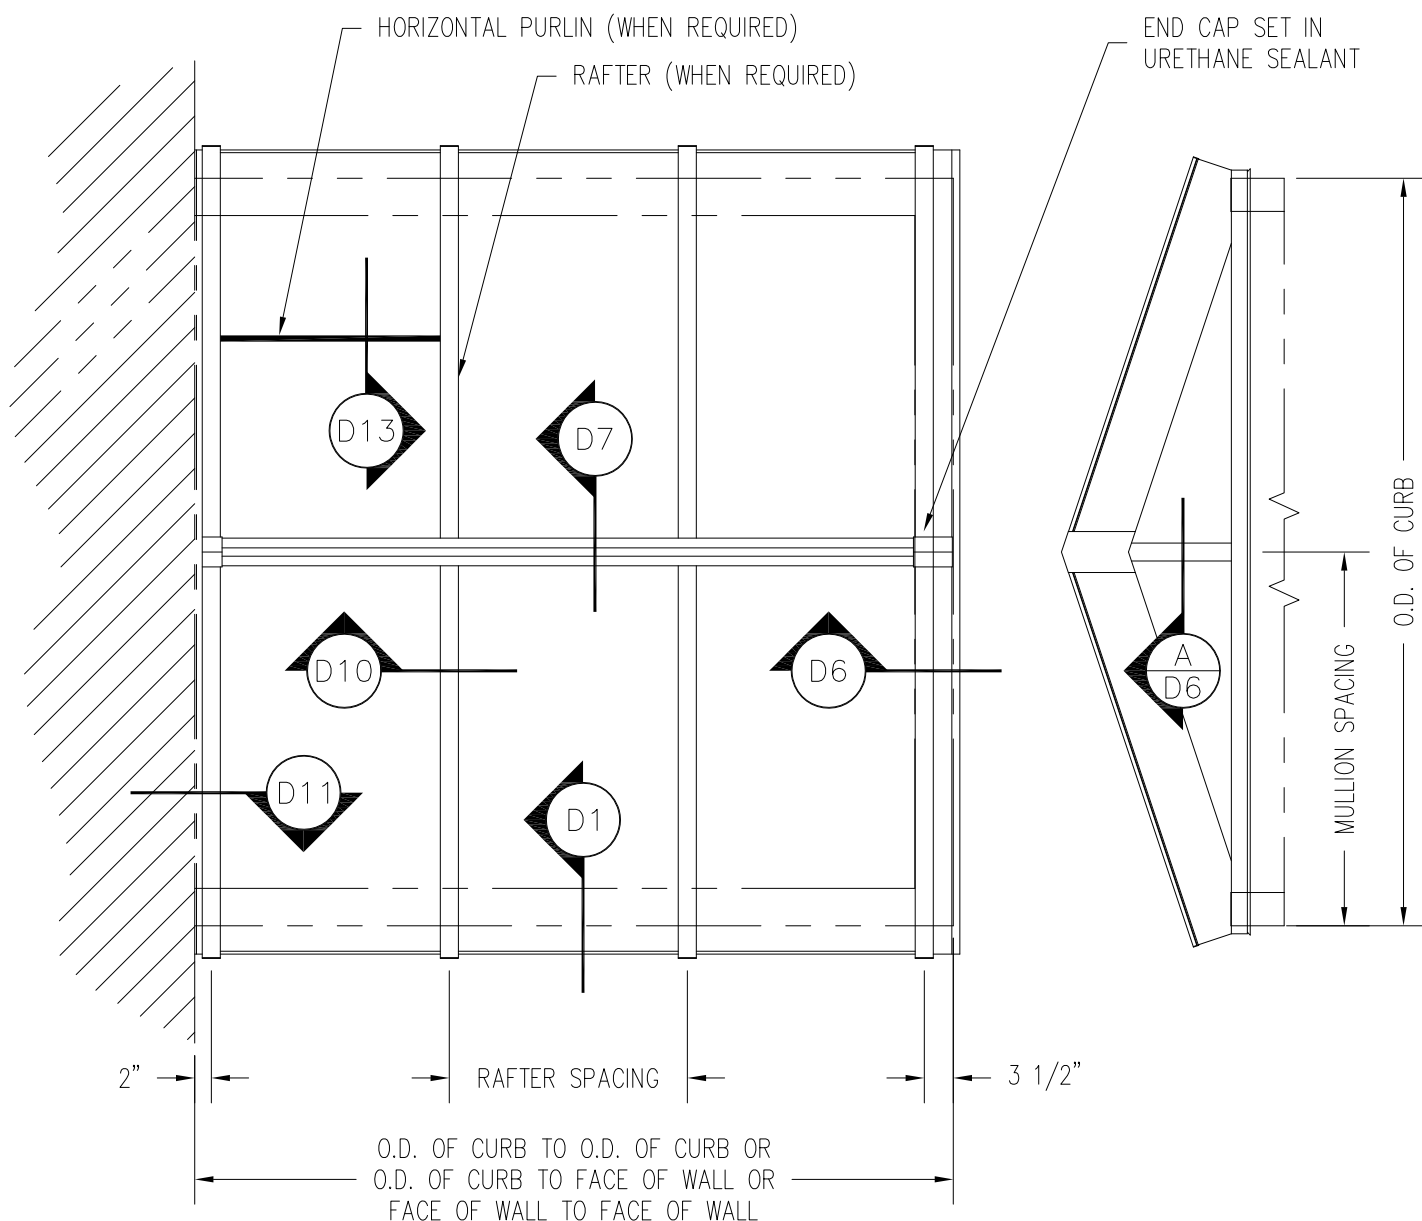 HORIZONTAL PURLIN (WHEN REQUIRED)
RAFTER (WHEN REQUIRED)
END CAP SET IN
URETHANE SEALANT
D13
D7
O.D. OF CURB
D10
D6
A
D6
MULLION SPACING
D11
D1
2"
RAFTER SPACING
3 1/2"
O.D. OF CURB TO O.D. OF CURB OR
O.D. OF CURB TO FACE OF WALL OR
FACE OF WALL TO FACE OF WALL